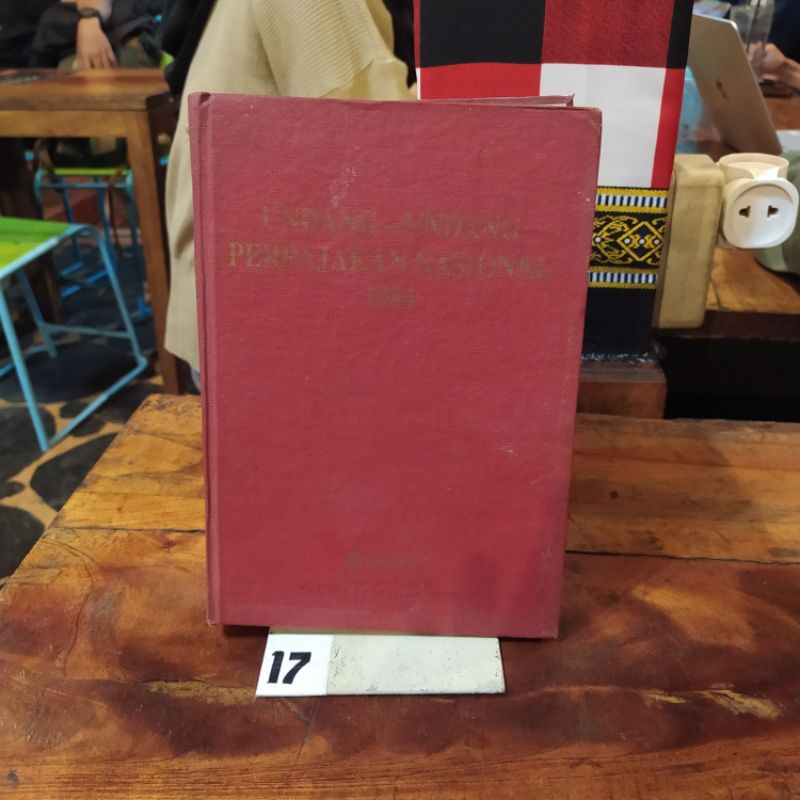 UNDANG - UNDANG
PERPAJAKAN NASIONAL
1984
17